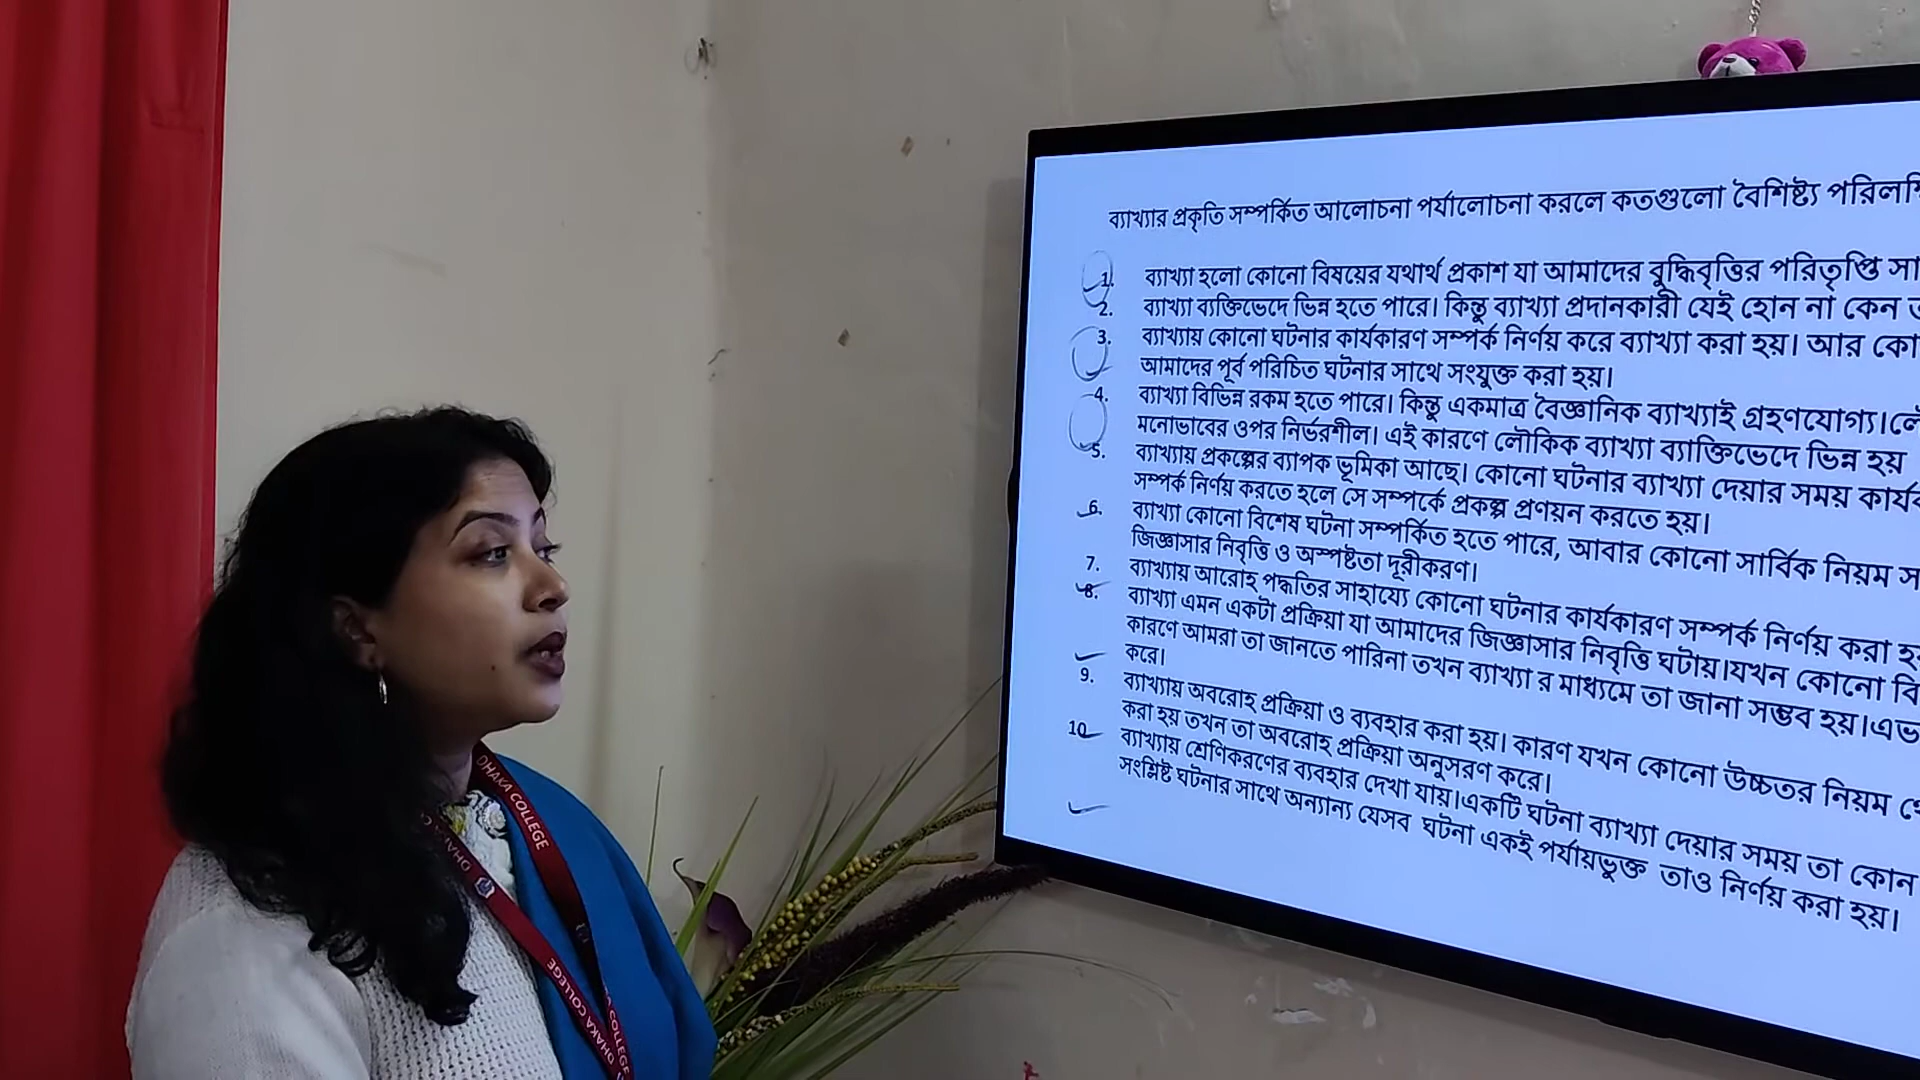 ব্যাখ্যার প্রকৃতি সম্পর্কিত আলোচনা পর্যালোচনা করলে কতগুলো বৈশিষ্ট্য
1. ব্যাখ্যা হলো কোনো বিষয়ের যথার্থ প্রকাশ যা আমাদের বুদ্ধিবৃত্তির পরিতৃপ্তি
2. ব্যাখ্যা ব্যক্তিভেদে ভিন্ন হতে পারে। কিন্তু ব্যাখ্যা প্রদানকারী যেই হোন না কেন
3. ব্যাখ্যায় কোনো ঘটনার কার্যকারণ সম্পর্ক নির্ণয় করে ব্যাখ্যা করা হয়। আর
আমাদের পূর্ব পরিচিত ঘটনার সাথে সংযুক্ত করা হয়।
4. ব্যাখ্যা বিভিন্ন রকম হতে পারে। কিন্তু একমাত্র বৈজ্ঞানিক ব্যাখ্যাই গ্রহণযোগ্য।
মনোভাবের ওপর নির্ভরশীল। এই কারণে লৌকিক ব্যাখ্যা ব্যাক্তিভেদে ভিন্ন হয়
5. ব্যাখ্যায় প্রকল্পের ব্যাপক ভূমিকা আছে। কোনো ঘটনার ব্যাখ্যা দেয়ার সময়
সম্পর্ক নির্ণয় করতে হলে সে সম্পর্কে প্রকল্প প্রণয়ন করতে হয়।
6. ব্যাখ্যা কোনো বিশেষ ঘটনা সম্পর্কিত হতে পারে, আবার কোনো সার্বিক নিয়ম
জিজ্ঞাসার নিবৃত্তি ও অস্পষ্টতা দূরীকরণ।
7. ব্যাখ্যায় আরোহ পদ্ধতির সাহায্যে কোনো ঘটনার কার্যকারণ সম্পর্ক নির্ণয় করা
8. ব্যাখ্যা এমন একটা প্রক্রিয়া যা আমাদের জিজ্ঞাসার নিবৃত্তি ঘটায়।যখন কোনো
কারণে আমরা তা জানতে পারিনা তখন ব্যাখ্যা র মাধ্যমে তা জানা সম্ভব হয়।
করে।
9. ব্যাখ্যায় অবরোহ প্রক্রিয়া ও ব্যবহার করা হয়। কারণ যখন কোনো উচ্চতর নিয়ম
করা হয় তখন তা অবরোহ প্রক্রিয়া অনুসরণ করে।
10. ব্যাখ্যায় শ্রেণিকরণের ব্যবহার দেখা যায়।একটি ঘটনা ব্যাখ্যা দেয়ার সময় তা কোন
সংশ্লিষ্ট ঘটনার সাথে অন্যান্য যেসব ঘটনা একই পর্যায়ভুক্ত তাও নির্ণয় করা হয়।
DHAKA COLLEGE
DHAKA COLLEGE